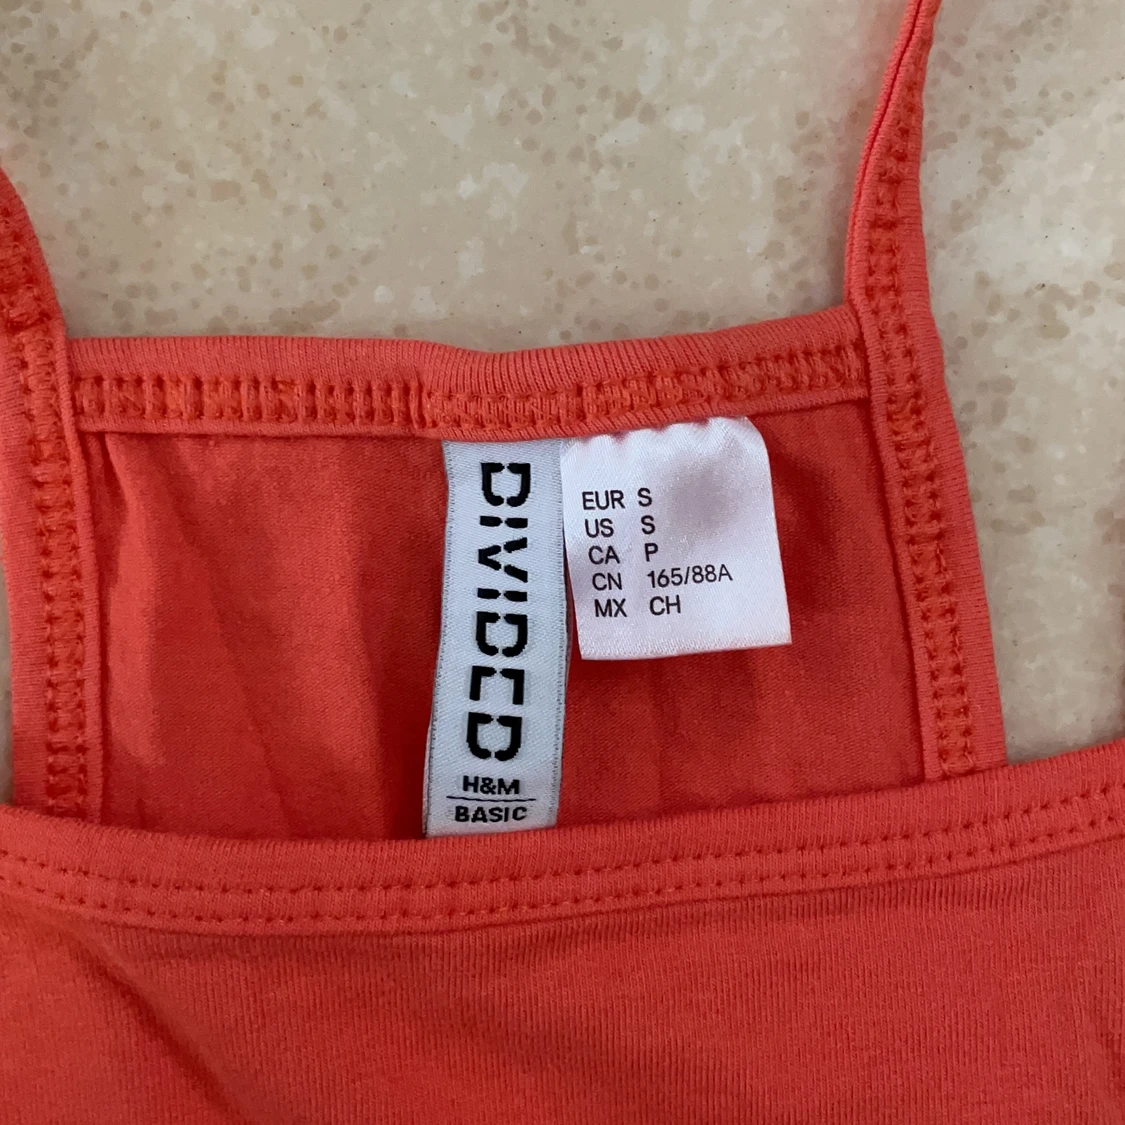 DIVIDED
H&M
BASIC
EUR S
US S
CA P
CN 165/88A
MX CH